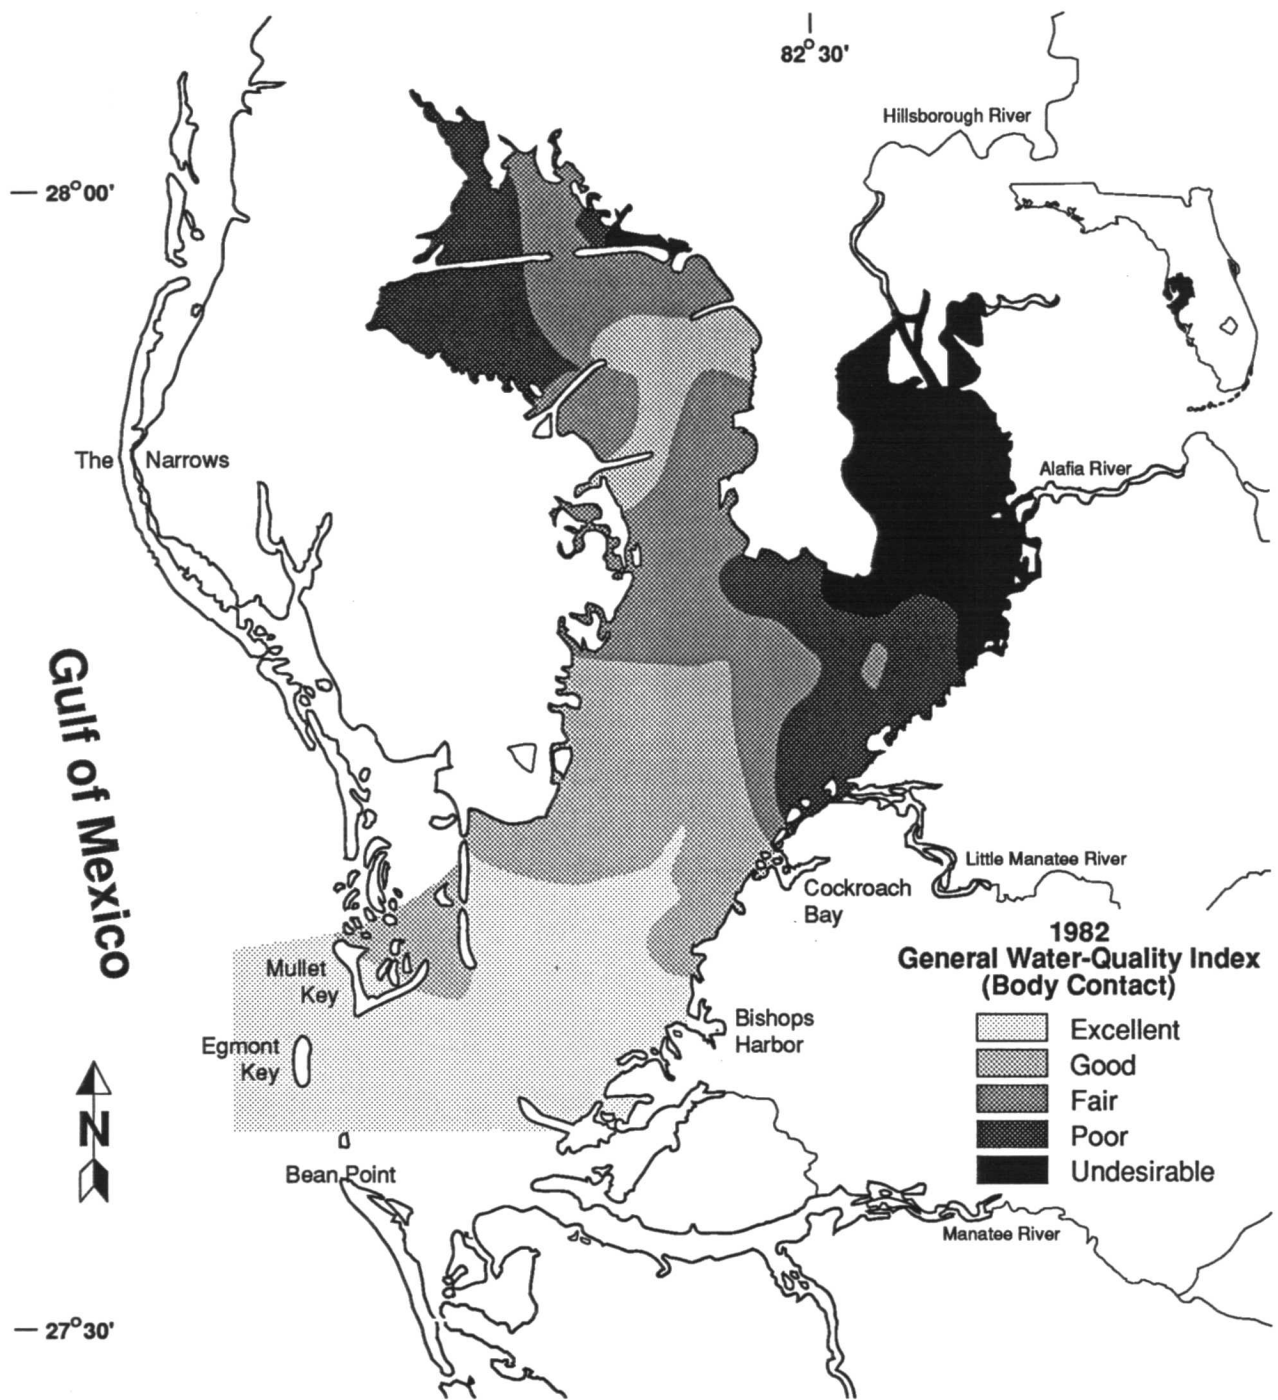 82°30'
Hillsborough River
28°00'
The Narrows
Alafia River
Gulf of Mexico
Little Manatee River
Cockroach
Bay
1982
General Water-Quality Index
(Body Contact)
Mullet
Key
Bishops
Harbor
Excellent
Good
Fair
Poor
Undesirable
Egmont
Key
N
Bean Point
Manatee River
27°30'